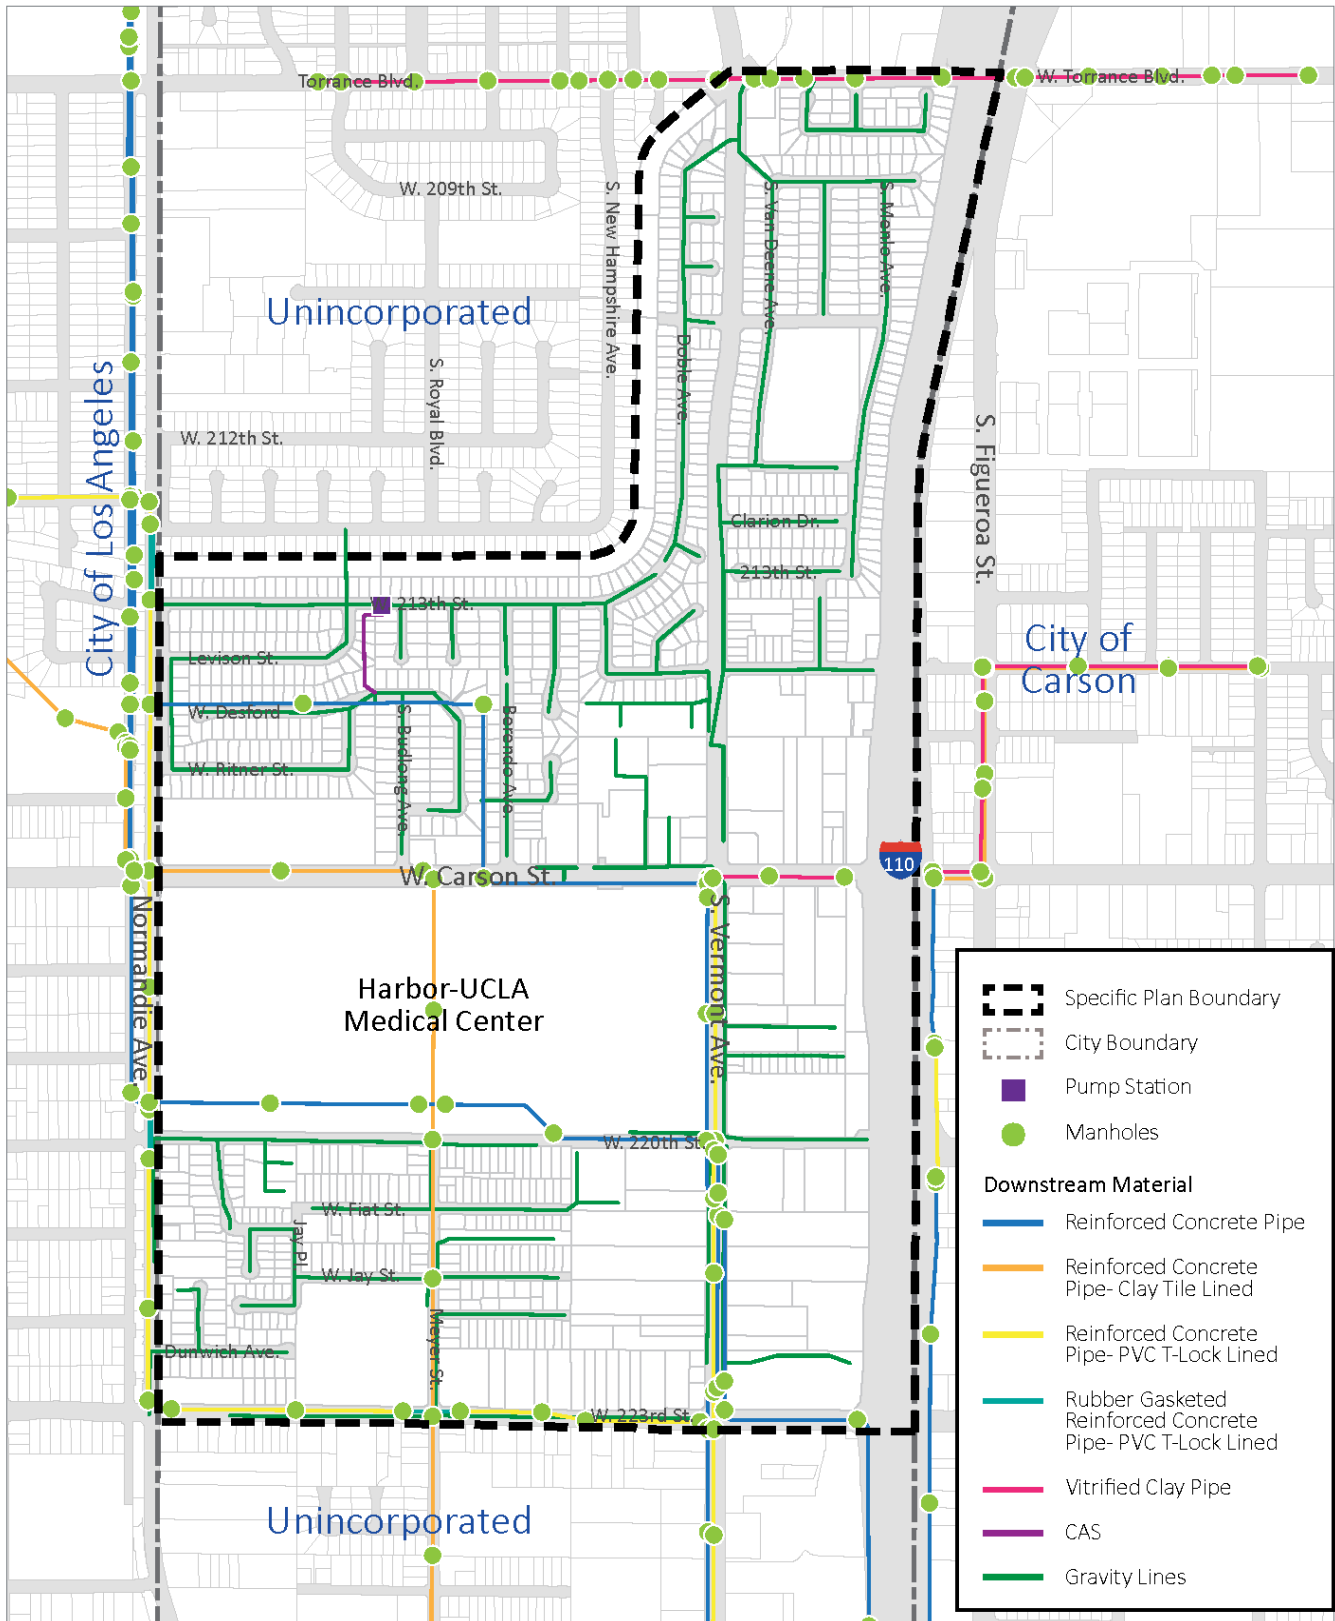 Torrance Blvd.
W. Torrance Blvd.
W. 209th St.
S. New Hampshire Ave.
S. Van Deene Ave.
S. Menlo Ave.
Unincorporated
Doble Ave.
S. Royal Blvd.
City of Los Angeles
W. 212th St.
S. Figueroa St.
Clarion Dr.
213th St.
W. 213th St.
City of
Carson
Levison St.
W. Desford
S. Budlong Ave.
Berendo Ave.
W. Ritner St.
110
W. Carson St.
Normandie Ave.
S. Vermont Ave.
Harbor-UCLA
Medical Center
W. 220th St.
W. Fiat St.
Jay Pl.
W. Jay St.
Meyer St.
Dunwich Ave.
W. 223rd St.
Unincorporated
Specific Plan Boundary
City Boundary
Pump Station
Manholes
Downstream Material
Reinforced Concrete Pipe
Reinforced Concrete
Pipe- Clay Tile Lined
Reinforced Concrete
Pipe- PVC T-Lock Lined
Rubber Gasketed
Reinforced Concrete
Pipe- PVC T-Lock Lined
Vitrified Clay Pipe
CAS
Gravity Lines